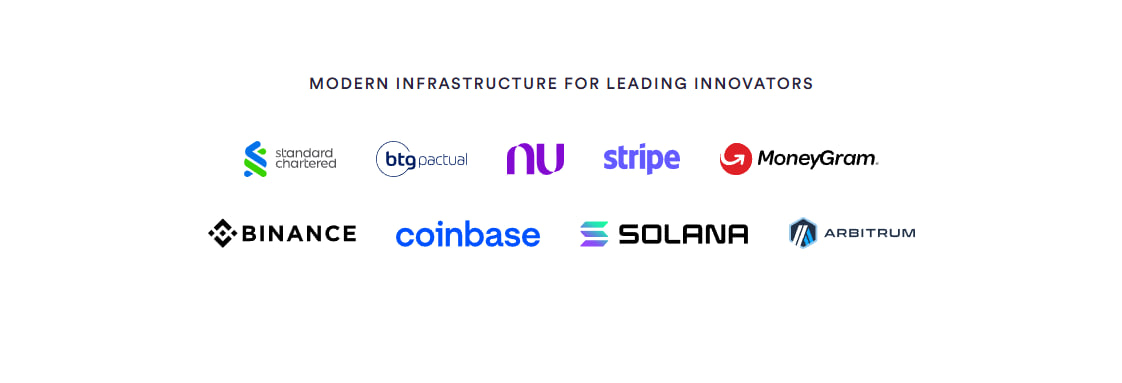 MODERN INFRASTRUCTURE FOR LEADING INNOVATORS
standard
chartered
btg pactual
nu
stripe
MoneyGram.
BINANCE
coinbase
SOLANA
ARBITRUM